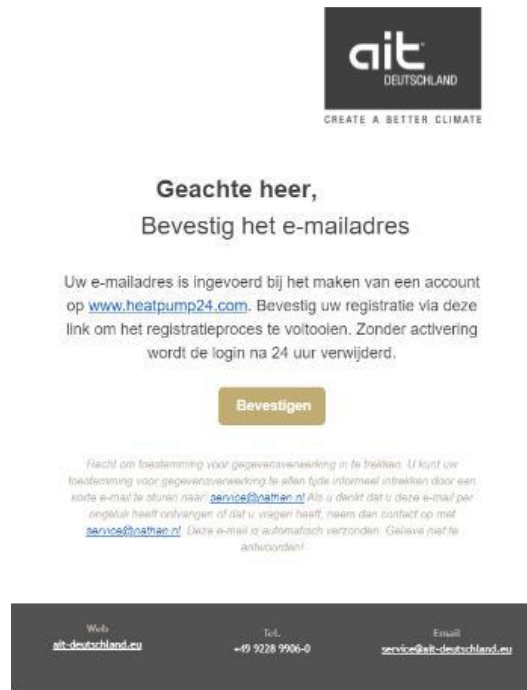 ait
DEUTSCHLAND
CREATE A BETTER CLIMATE
Geachte heer,
Bevestig het e-mailadres
Uw e-mailadres is ingevoerd bij het maken van een account
op www.heatpump24.com. Bevestig uw registratie via deze
link om het registratieproces te voltooien. Zonder activering
wordt de login na 24 uur verwijderd.
Bevestigen
Recht om toestemming voor gegevensverwerking in te trekken. U kunt uw
toestemming voor gegevensverwerking te allen tijde informeel intrekken door een
korte e-mail te sturen naar: service@nathan.nl Als u denkt dat u deze e-mail per
ongeluk heeft ontvangen of dat u vragen heeft, neem dan contact op met
service@nathan.nl. Deze e-mail is automatisch verzonden. Gelieve niet te
antwoorden!
Web Tel. Email
ait-deutschland.eu +49 9228 9906-0 service@ait-deutschland.eu